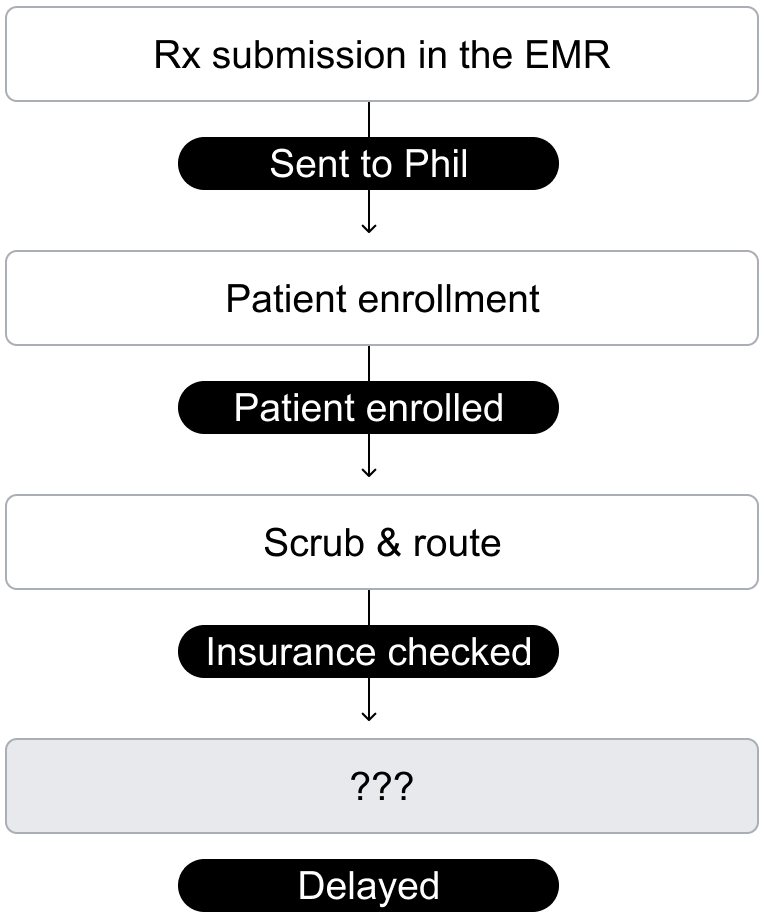 Rx submission in the EMR
Sent to Phil
Patient enrollment
Patient enrolled
Scrub & route
Insurance checked
???
Delayed